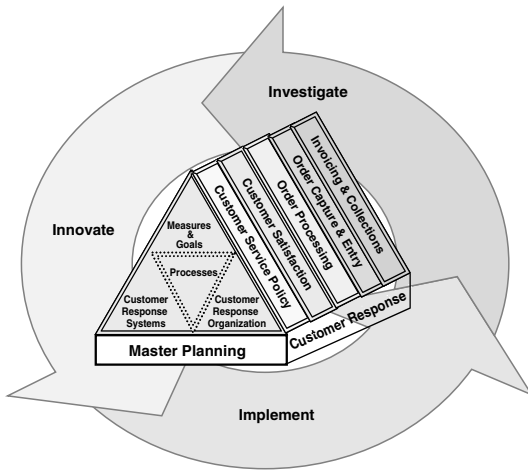 Investigate
Innovate
Implement
Measures
&
Goals
Processes
Customer
Response
Systems
Customer
Response
Organization
Master Planning
Customer Service Policy
Customer Satisfaction
Order Processing
Order Capture & Entry
Invoicing & Collections
Customer Response